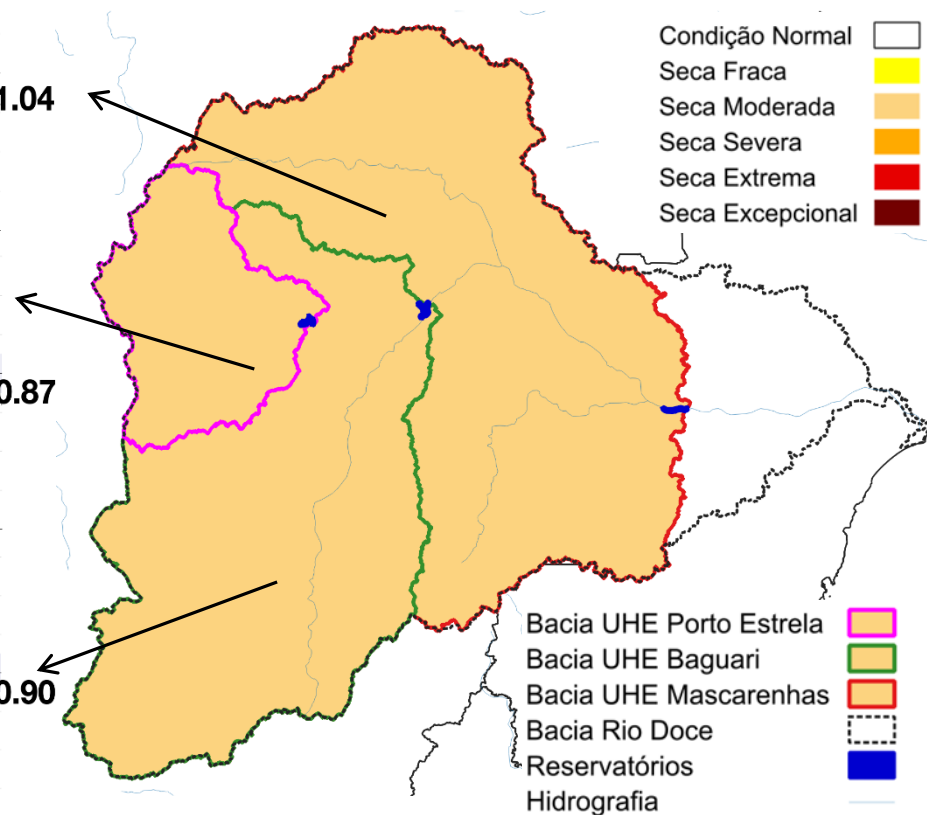 Condição Normal
Seca Fraca
Seca Moderada
Seca Severa
Seca Extrema
Seca Excepcional
1.04
0.87
0.90
Bacia UHE Porto Estrela
Bacia UHE Baguari
Bacia UHE Mascarenhas
Bacia Rio Doce
Reservatórios
Hidrografia